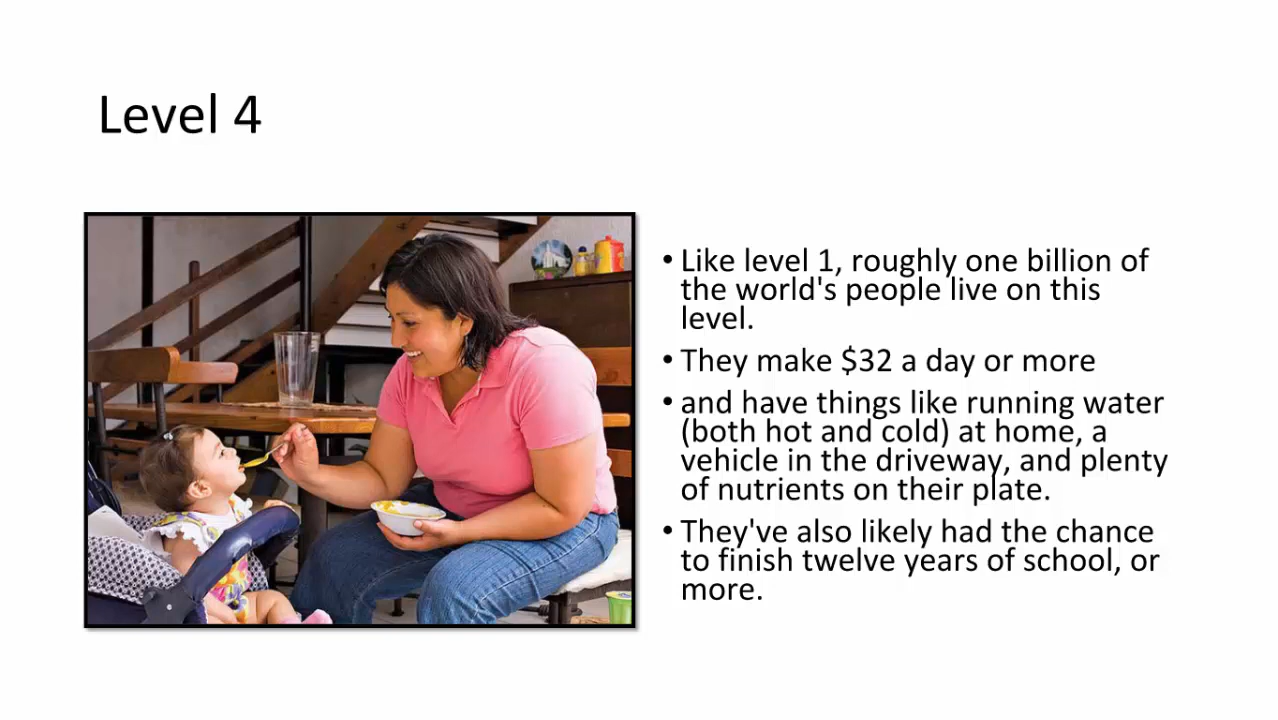 Level 4
• Like level 1, roughly one billion of
the world's people live on this
level.
• They make $32 a day or more
• and have things like running water
(both hot and cold) at home, a
vehicle in the driveway, and plenty
of nutrients on their plate.
• They've also likely had the chance
to finish twelve years of school, or
more.